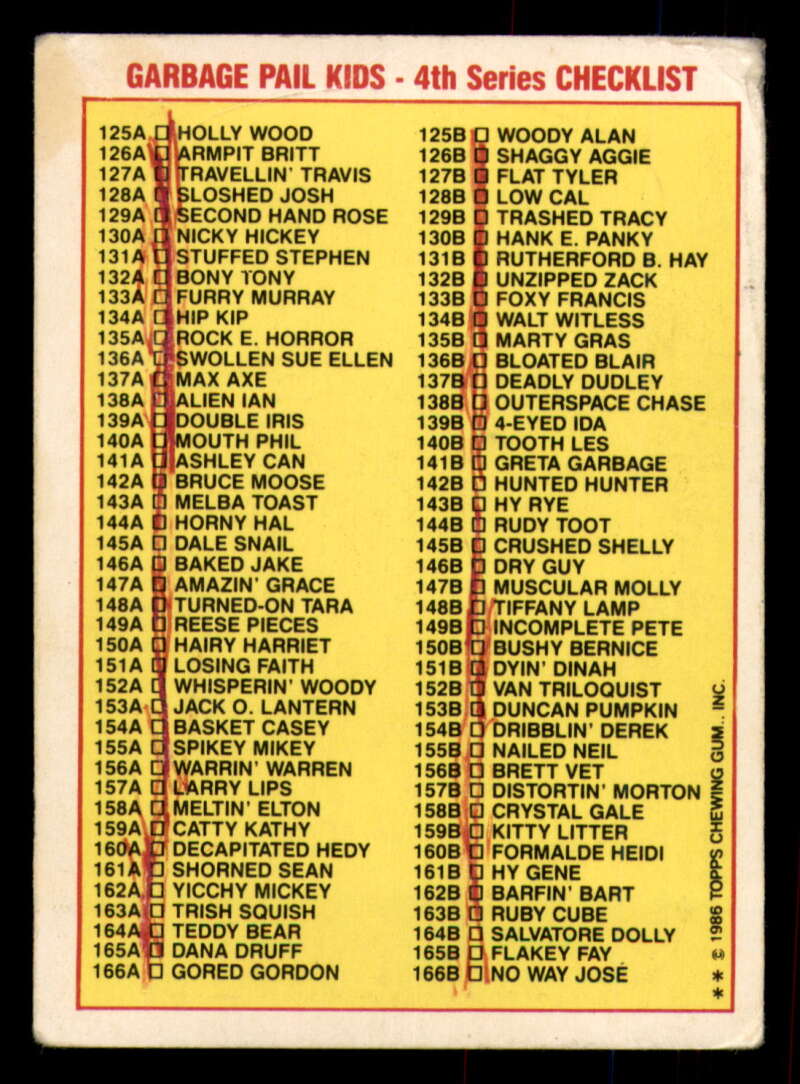 GARBAGE PAIL KIDS - 4th Series CHECKLIST
125A HOLLY WOOD
126A ARMPIT BRITT
127A TRAVELLIN' TRAVIS
128A SLOSHED JOSH
129A SECOND HAND ROSE
130A NICKY HICKEY
131A STUFFED STEPHEN
132A BONY TONY
133A FURRY MURRAY
134A HIP KIP
135A ROCK E. HORROR
136A SWOLLEN SUE ELLEN
137A MAX AXE
138A ALIEN IAN
139A DOUBLE IRIS
140A MOUTH PHIL
141A ASHLEY CAN
142A BRUCE MOOSE
143A MELBA TOAST
144A HORNY HAL
145A DALE SNAIL
146A BAKED JAKE
147A AMAZIN' GRACE
148A TURNED-ON TARA
149A REESE PIECES
150A HAIRY HARRIET
151A LOSING FAITH
152A WHISPERIN' WOODY
153A JACK O. LANTERN
154A BASKET CASEY
155A SPIKEY MIKEY
156A WARRIN' WARREN
157A LARRY LIPS
158A MELTIN' ELTON
159A CATTY KATHY
160A DECAPITATED HEDY
161A SHORNED SEAN
162A YICCHY MICKEY
163A TRISH SQUISH
164A TEDDY BEAR
165A DANA DRUFF
166A GORED GORDON
125B WOODY ALAN
126B SHAGGY AGGIE
127B FLAT TYLER
128B LOW CAL
129B TRASHED TRACY
130B HANK E. PANKY
131B RUTHERFORD B. HAY
132B UNZIPPED ZACK
133B FOXY FRANCIS
134B WALT WITLESS
135B MARTY GRAS
136B BLOATED BLAIR
137B DEADLY DUDLEY
138B OUTERSPACE CHASE
139B 4-EYED IDA
140B TOOTH LES
141B GRETA GARBAGE
142B HUNTED HUNTER
143B HY RYE
144B RUDY TOOT
145B CRUSHED SHELLY
146B DRY GUY
147B MUSCULAR MOLLY
148B TIFFANY LAMP
149B INCOMPLETE PETE
150B BUSHY BERNICE
151B DYIN' DINAH
152B VAN TRILOQUIST
153B DUNCAN PUMPKIN
154B DRIBBLIN' DEREK
155B NAILED NEIL
156B BRETT VET
157B DISTORTIN' MORTON
158B CRYSTAL GALE
159B KITTY LITTER
160B FORMALDE HEIDI
161B HY GENE
162B BARFIN' BART
163B RUBY CUBE
164B SALVATORE DOLLY
165B FLAKEY FAY
166B NO WAY JOSÉ
** © 1986 TOPPS CHEWING GUM., INC.